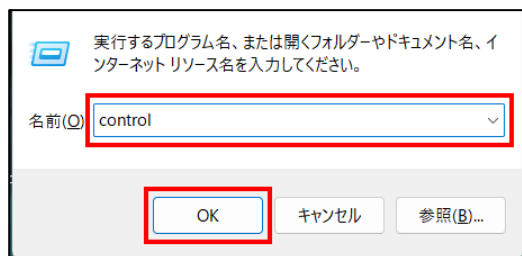 実行するプログラム名、または開くフォルダーやドキュメント名、イ
ンターネット リソース名を入力してください。
名前(O)
control
OK
キャンセル
参照(B)...